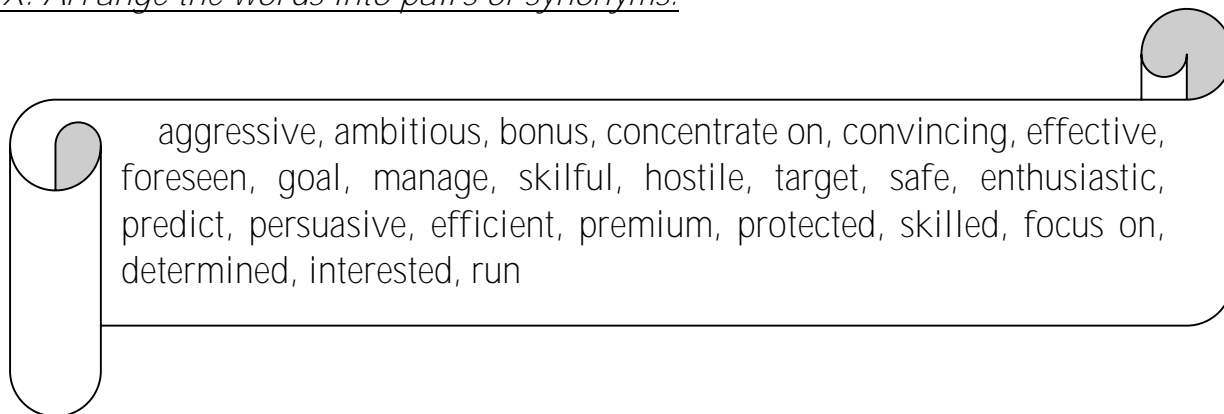 X. Arrange the words into pairs of synonyms.
aggressive, ambitious, bonus, concentrate on, convincing, effective,
foreseen, goal, manage, skilful, hostile, target, safe, enthusiastic,
predict, persuasive, efficient, premium, protected, skilled, focus on,
determined, interested, run